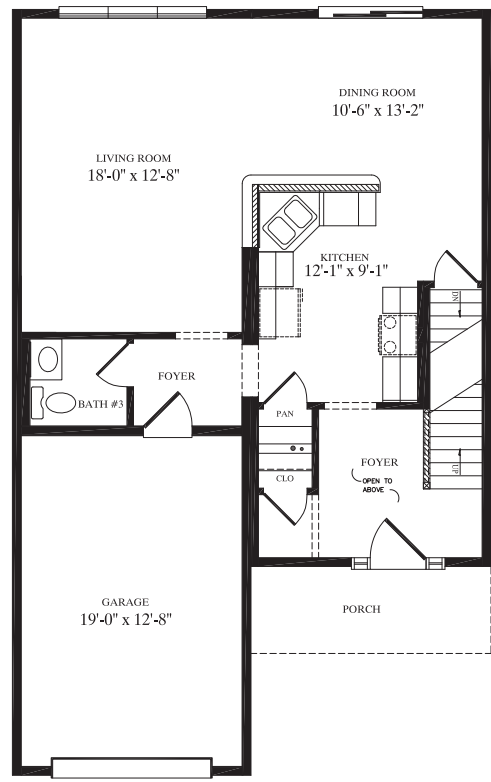 DINING ROOM
10'-6" x 13'-2"
LIVING ROOM
18'-0" x 12'-8"
KITCHEN
12'-1" x 9'-1"
DN
FOYER
BATH #3
PAN
CLO
FOYER
OPEN TO
ABOVE
UP
GARAGE
19'-0" x 12'-8"
PORCH